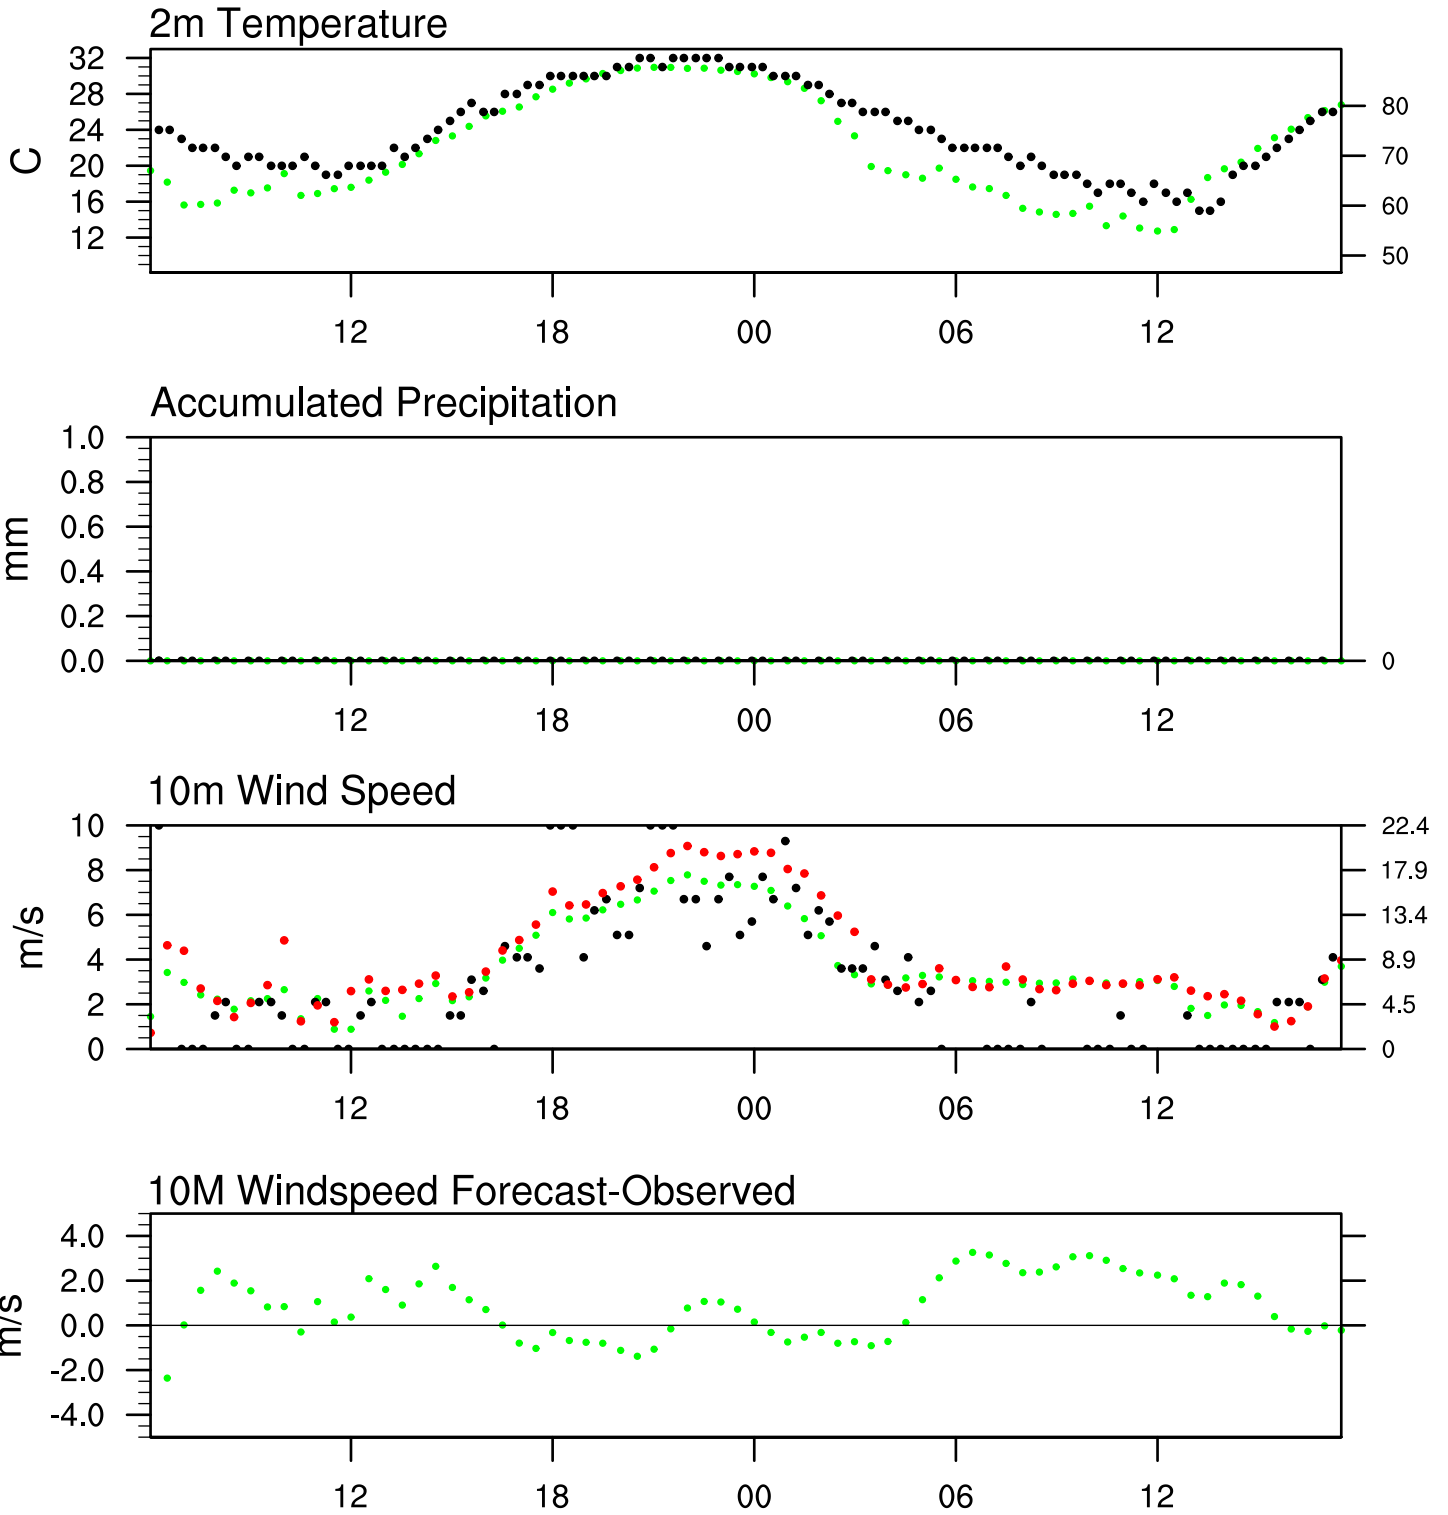 2m Temperature
32
28
24
20
16
12
C
80
70
60
50
12 18 00 06 12
Accumulated Precipitation
1.0
0.8
0.6
0.4
0.2
0.0
mm
0
12 18 00 06 12
10m Wind Speed
10
8
6
4
2
0
m/s
22.4
17.9
13.4
8.9
4.5
0
12 18 00 06 12
10M Windspeed Forecast-Observed
4.0
2.0
0.0
-2.0
-4.0
m/s
12 18 00 06 12